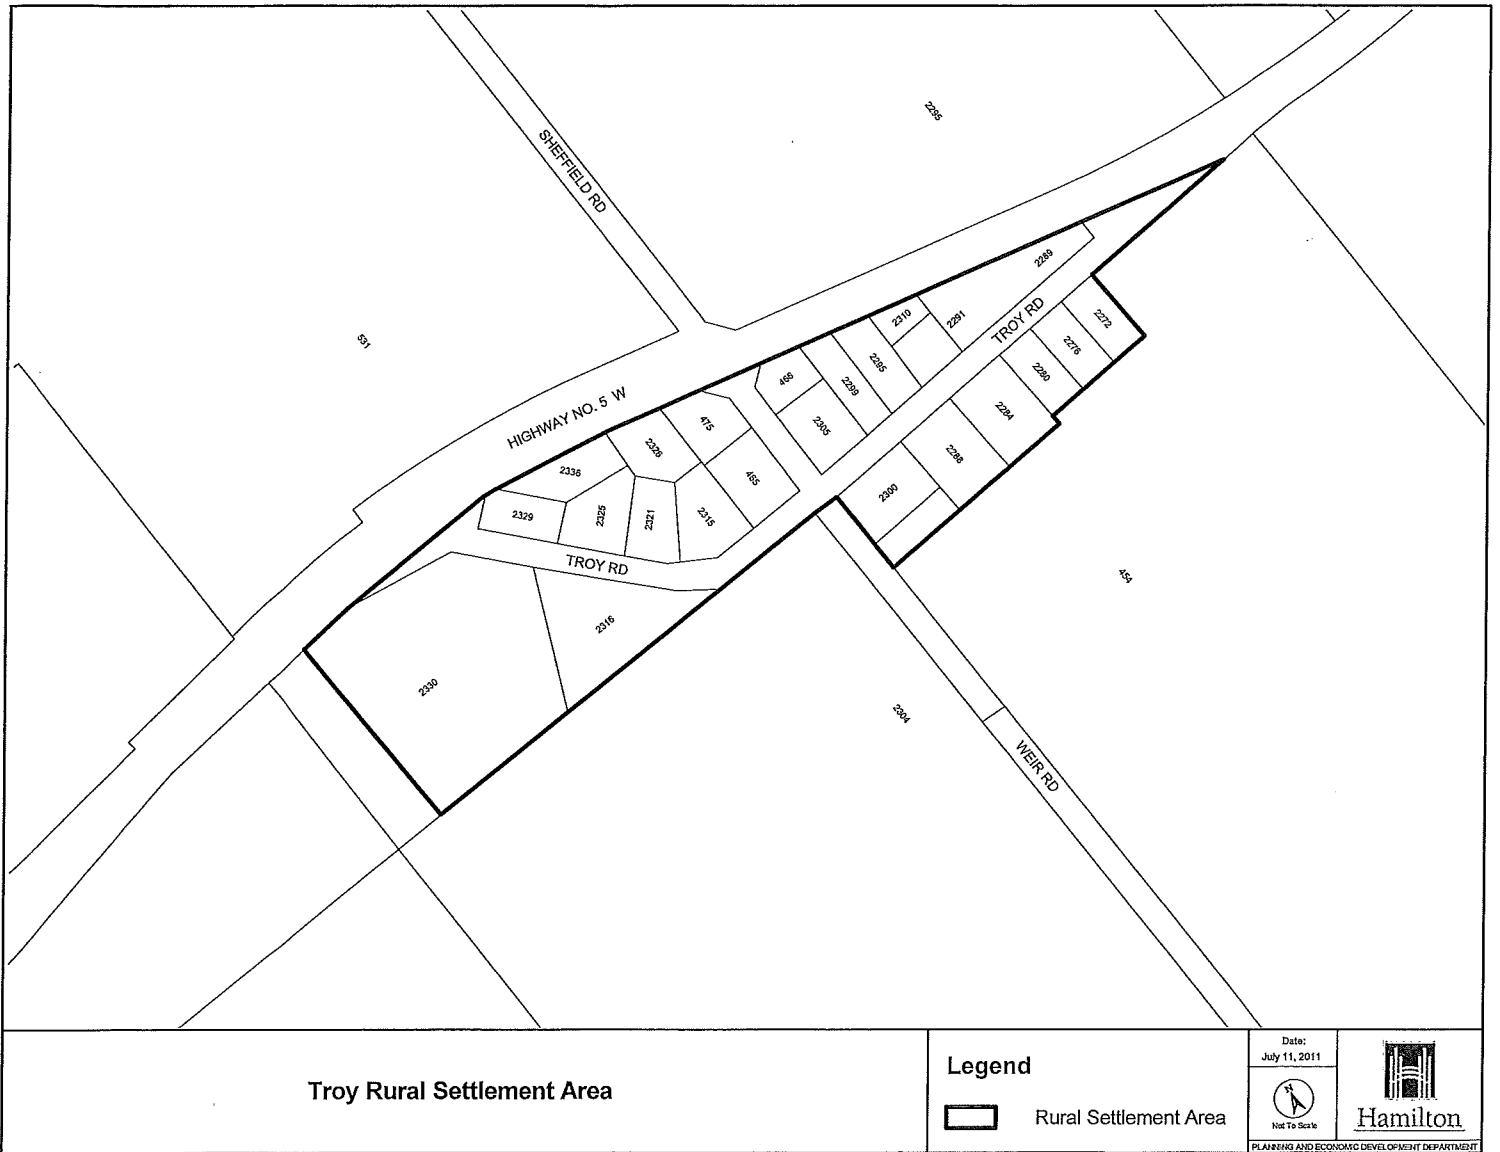 2295
SHEFFIELD RD
2289
531
2310
2291
TROY RD
2272
2276
2280
2295
2299
466
2305
2284
HIGHWAY NO. 5 W
475
2326
2288
2336
465
2300
2329
2325
2321
2315
TROY RD
454
2316
2330
2304
WEIR RD
Troy Rural Settlement Area
Legend
Rural Settlement Area
Date:
July 11, 2011
N
Not To Scale
Hamilton
PLANNING AND ECONOMIC DEVELOPMENT DEPARTMENT